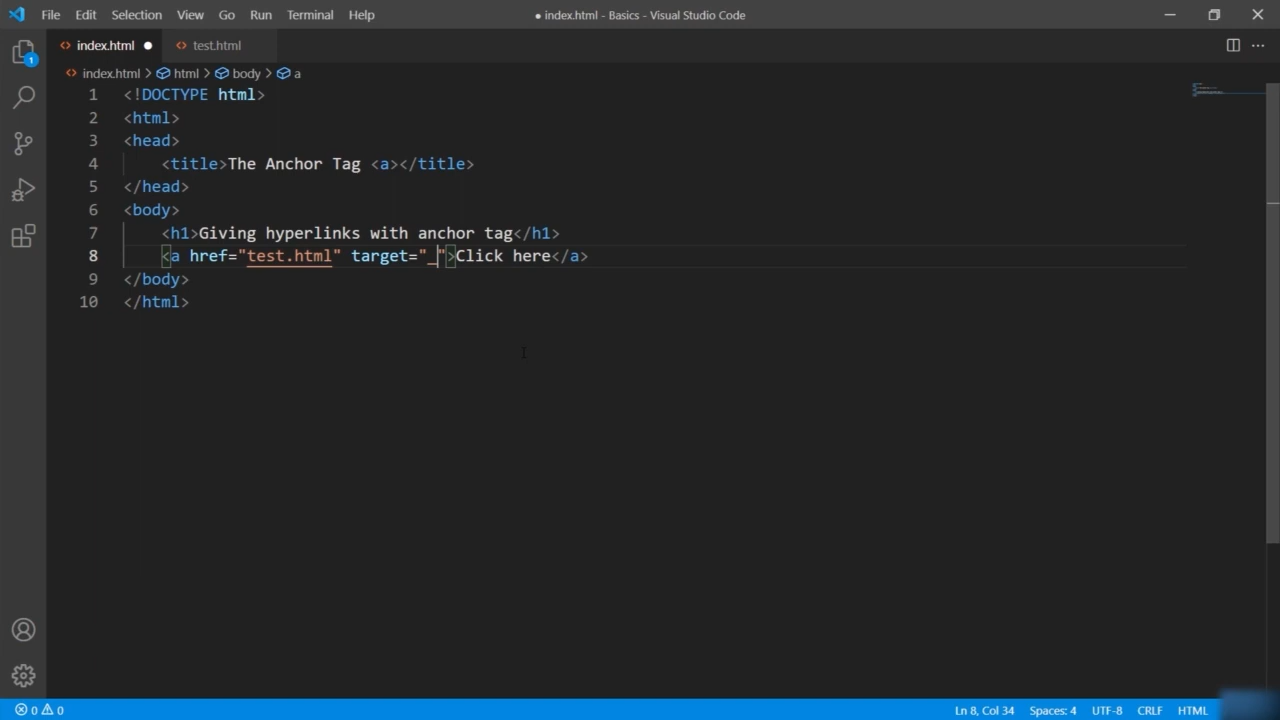 File Edit Selection View Go Run Terminal Help ● index.html - Basics - Visual Studio Code
index.html ● test.html
index.html > html > body > a
1 <!DOCTYPE html>
2 <html>
3 <head>
4 <title>The Anchor Tag <a></title>
5 </head>
6 <body>
7 <h1>Giving hyperlinks with anchor tag</h1>
8 <a href="test.html" target="_">Click here</a>
9 </body>
10 </html>
1
0 0 Ln 8, Col 34 Spaces: 4 UTF-8 CRLF HTML